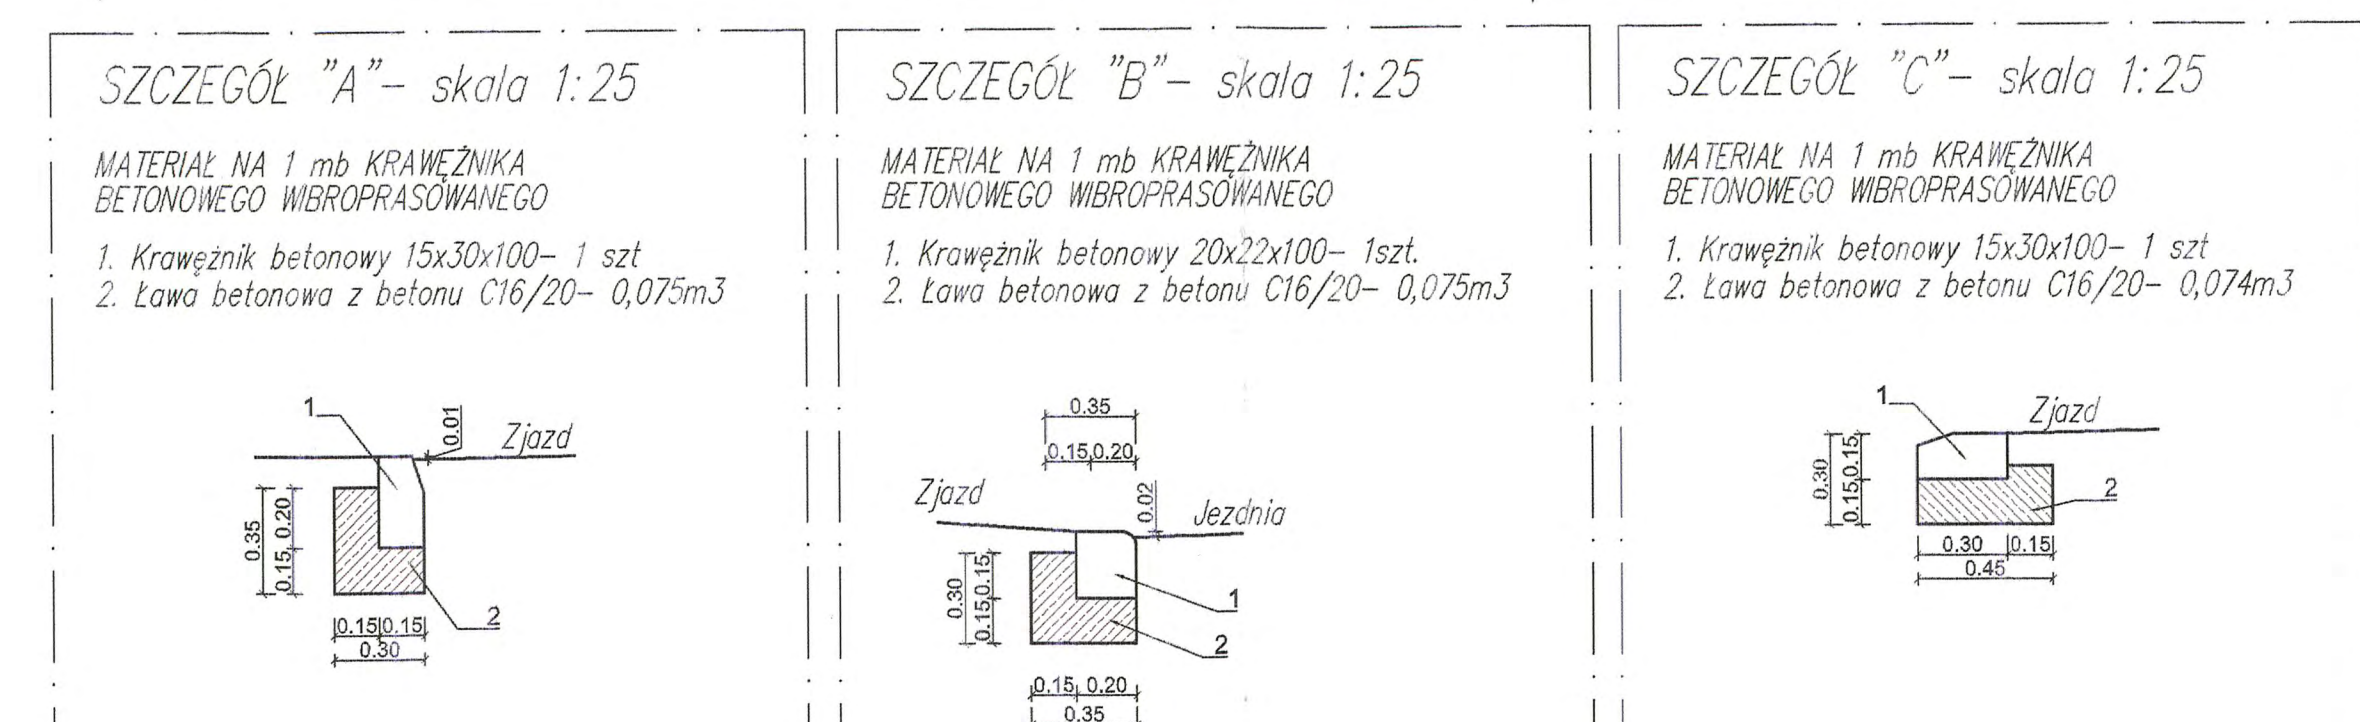 SZCZEGÓŁ "A"– skala 1:25
MATERIAŁ NA 1 mb KRAWĘŻNIKA
BETONOWEGO WIBROPRASOWANEGO
1. Krawężnik betonowy 15x30x100– 1 szt
2. Ława betonowa z betonu C16/20– 0,075m3
1
0.01
Zjazd
0.35
0.20
0.15
2
0.15
0.15
0.30
SZCZEGÓŁ "B"– skala 1:25
MATERIAŁ NA 1 mb KRAWĘŻNIKA
BETONOWEGO WIBROPRASOWANEGO
1. Krawężnik betonowy 20x22x100– 1szt.
2. Ława betonowa z betonu C16/20– 0,075m3
0.35
0.15
0.20
Zjazd
0.02
Jezdnia
0.30
0.15
0.15
1
2
0.15
0.20
0.35
SZCZEGÓŁ "C"– skala 1:25
MATERIAŁ NA 1 mb KRAWĘŻNIKA
BETONOWEGO WIBROPRASOWANEGO
1. Krawężnik betonowy 15x30x100– 1 szt
2. Ława betonowa z betonu C16/20– 0,074m3
1
Zjazd
0.30
0.15
0.15
2
0.30
0.15
0.45